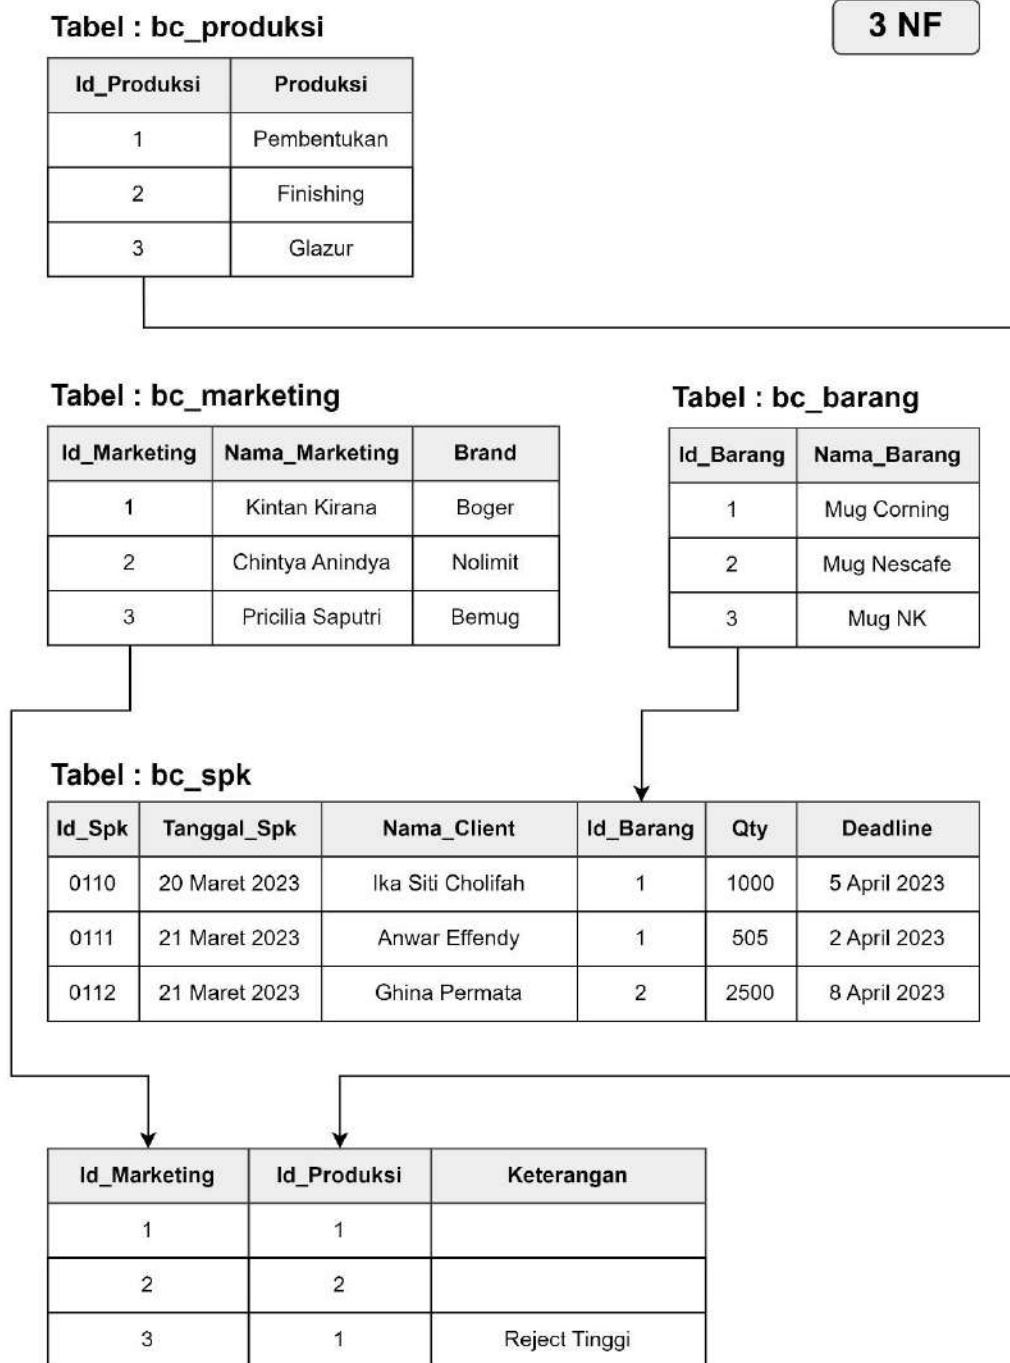 Tabel : bc_produksi
3 NF
Id_Produksi Produksi
1 Pembentukan
2 Finishing
3 Glazur
Tabel : bc_marketing
Id_Marketing Nama_Marketing Brand
1 Kintan Kirana Boger
2 Chintya Anindya Nolimit
3 Pricilia Saputri Bemug
Tabel : bc_barang
Id_Barang Nama_Barang
1 Mug Corning
2 Mug Nescafe
3 Mug NK
Tabel : bc_spk
Id_Spk Tanggal_Spk Nama_Client Id_Barang Qty Deadline
0110 20 Maret 2023 Ika Siti Cholifah 1 1000 5 April 2023
0111 21 Maret 2023 Anwar Effendy 1 505 2 April 2023
0112 21 Maret 2023 Ghina Permata 2 2500 8 April 2023
Id_Marketing Id_Produksi Keterangan
1 1
2 2
3 1 Reject Tinggi